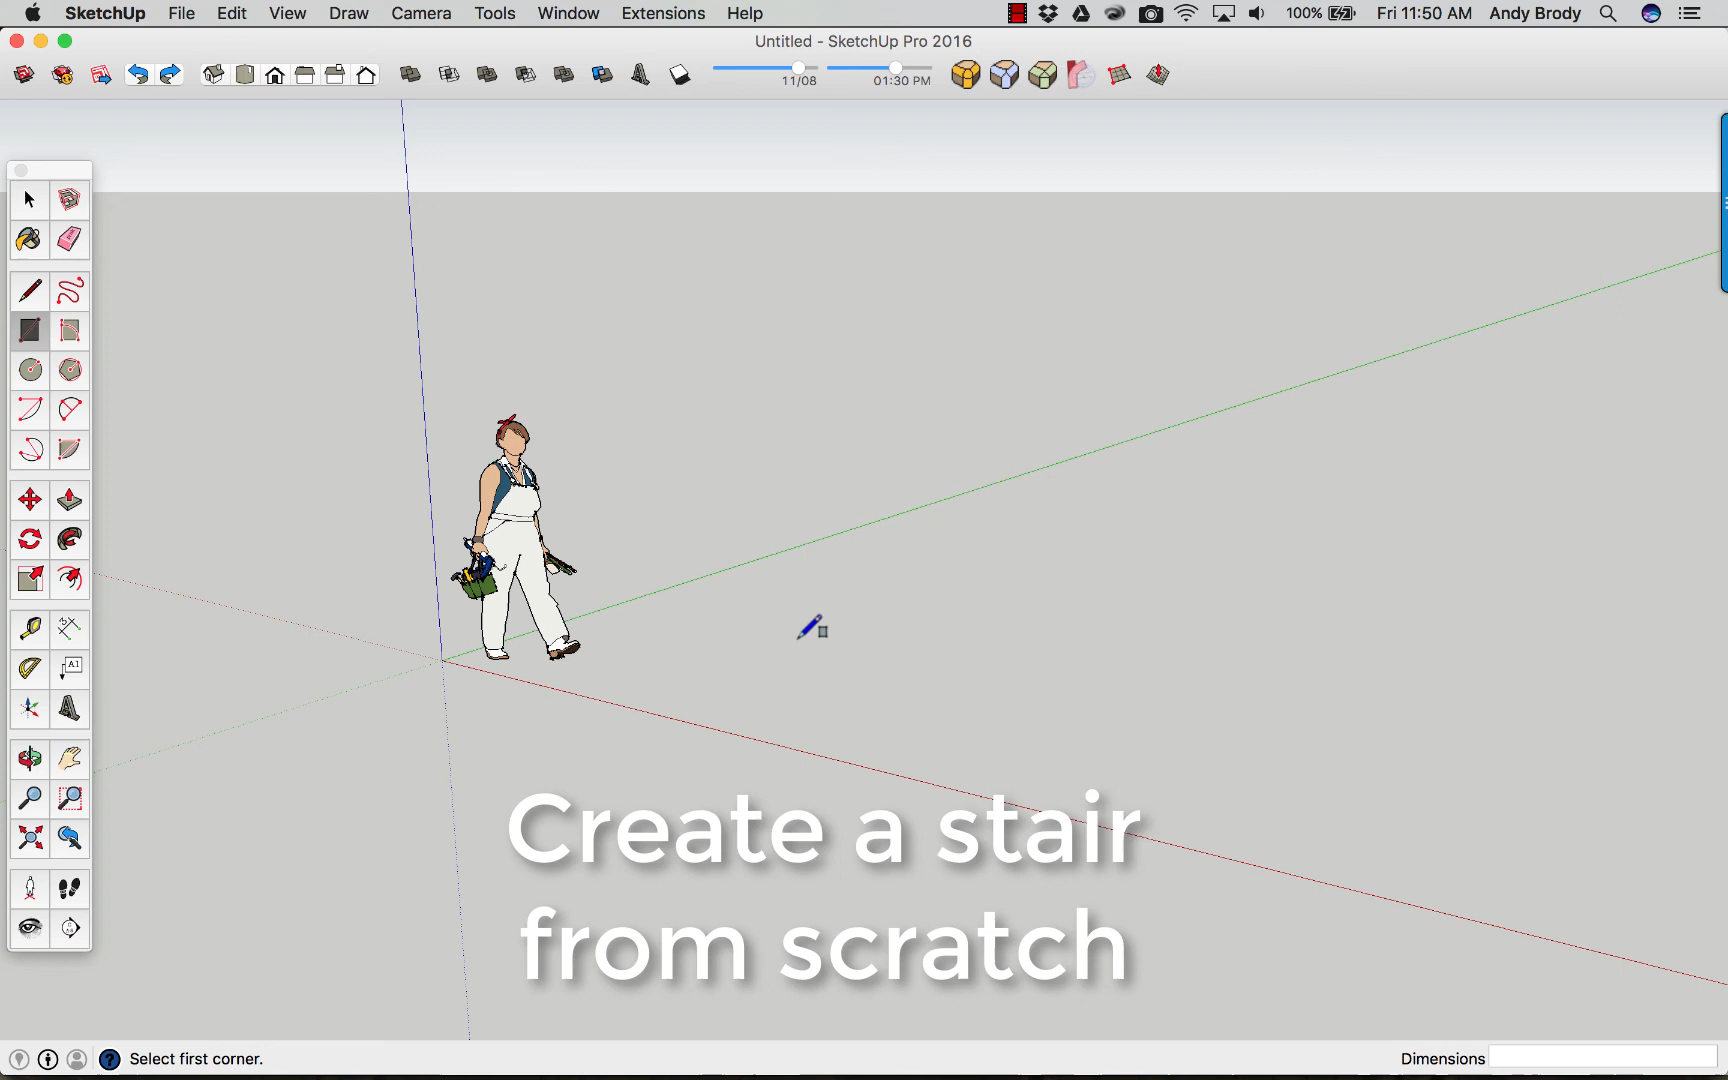 SketchUp File Edit View Draw Camera Tools Window Extensions Help 100% Fri 11:50 AM Andy Brody
Untitled - SketchUp Pro 2016
11/08 01:30 PM
A1
Create a stair
from scratch
Select first corner. Dimensions